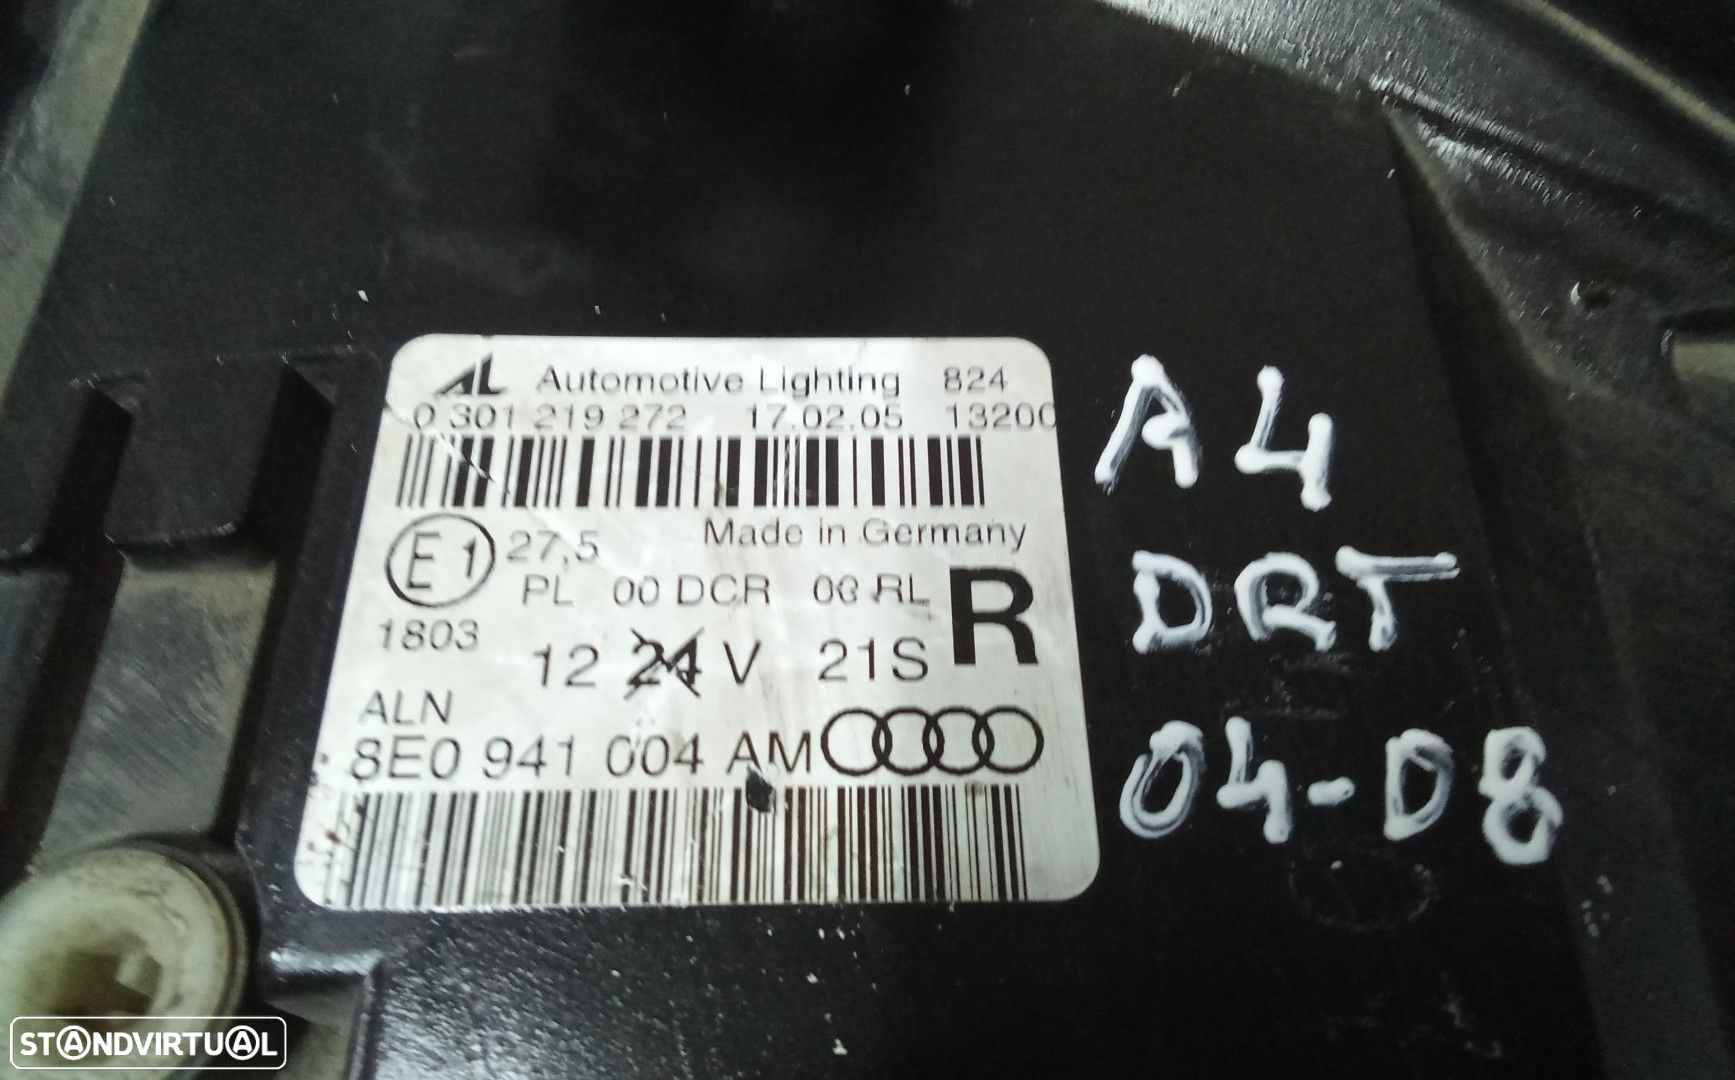 AL Automotive Lighting 824
0 301 219 272 17.02.05 13200
E1 27,5 Made in Germany
PL 00 DCR 00 RL R
1803
12 24 V 21S
ALN
8E0 941 004 AM
A4
DRT
04-08
STANDVIRTUAL